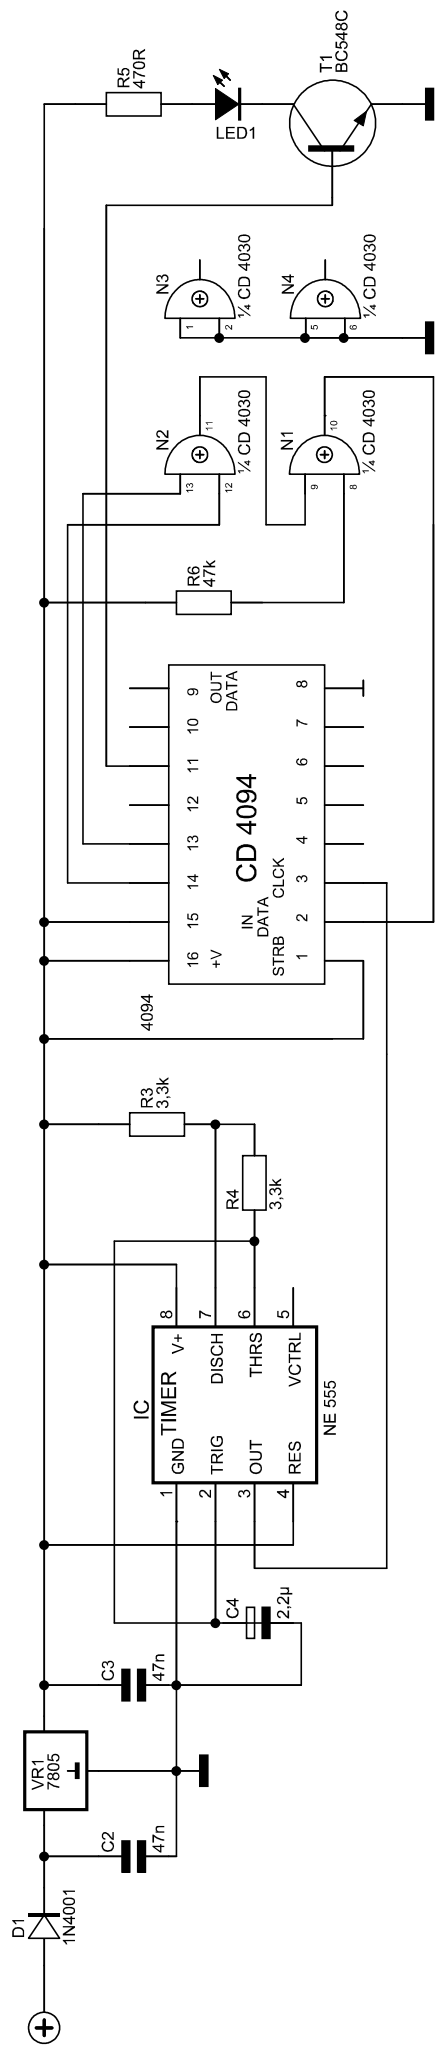 D1
1N4001
C2
47n
VR1
7805
C3
47n
C4
2,2µ
IC
TIMER
1
GND
2
TRIG
3
OUT
4
RES
8
V+
7
DISCH
6
THRS
5
VCTRL
NE 555
R4
3,3k
R3
3,3k
4094
16
+V
15
14
13
12
11
10
9
CD 4094
STRB
IN
DATA
CLCK
OUT
DATA
1
2
3
4
5
6
7
8
R6
47k
N2
13
12
11
¼ CD 4030
N1
9
8
10
¼ CD 4030
N3
1
2
¼ CD 4030
N4
5
6
¼ CD 4030
R5
470R
LED1
T1
BC548C